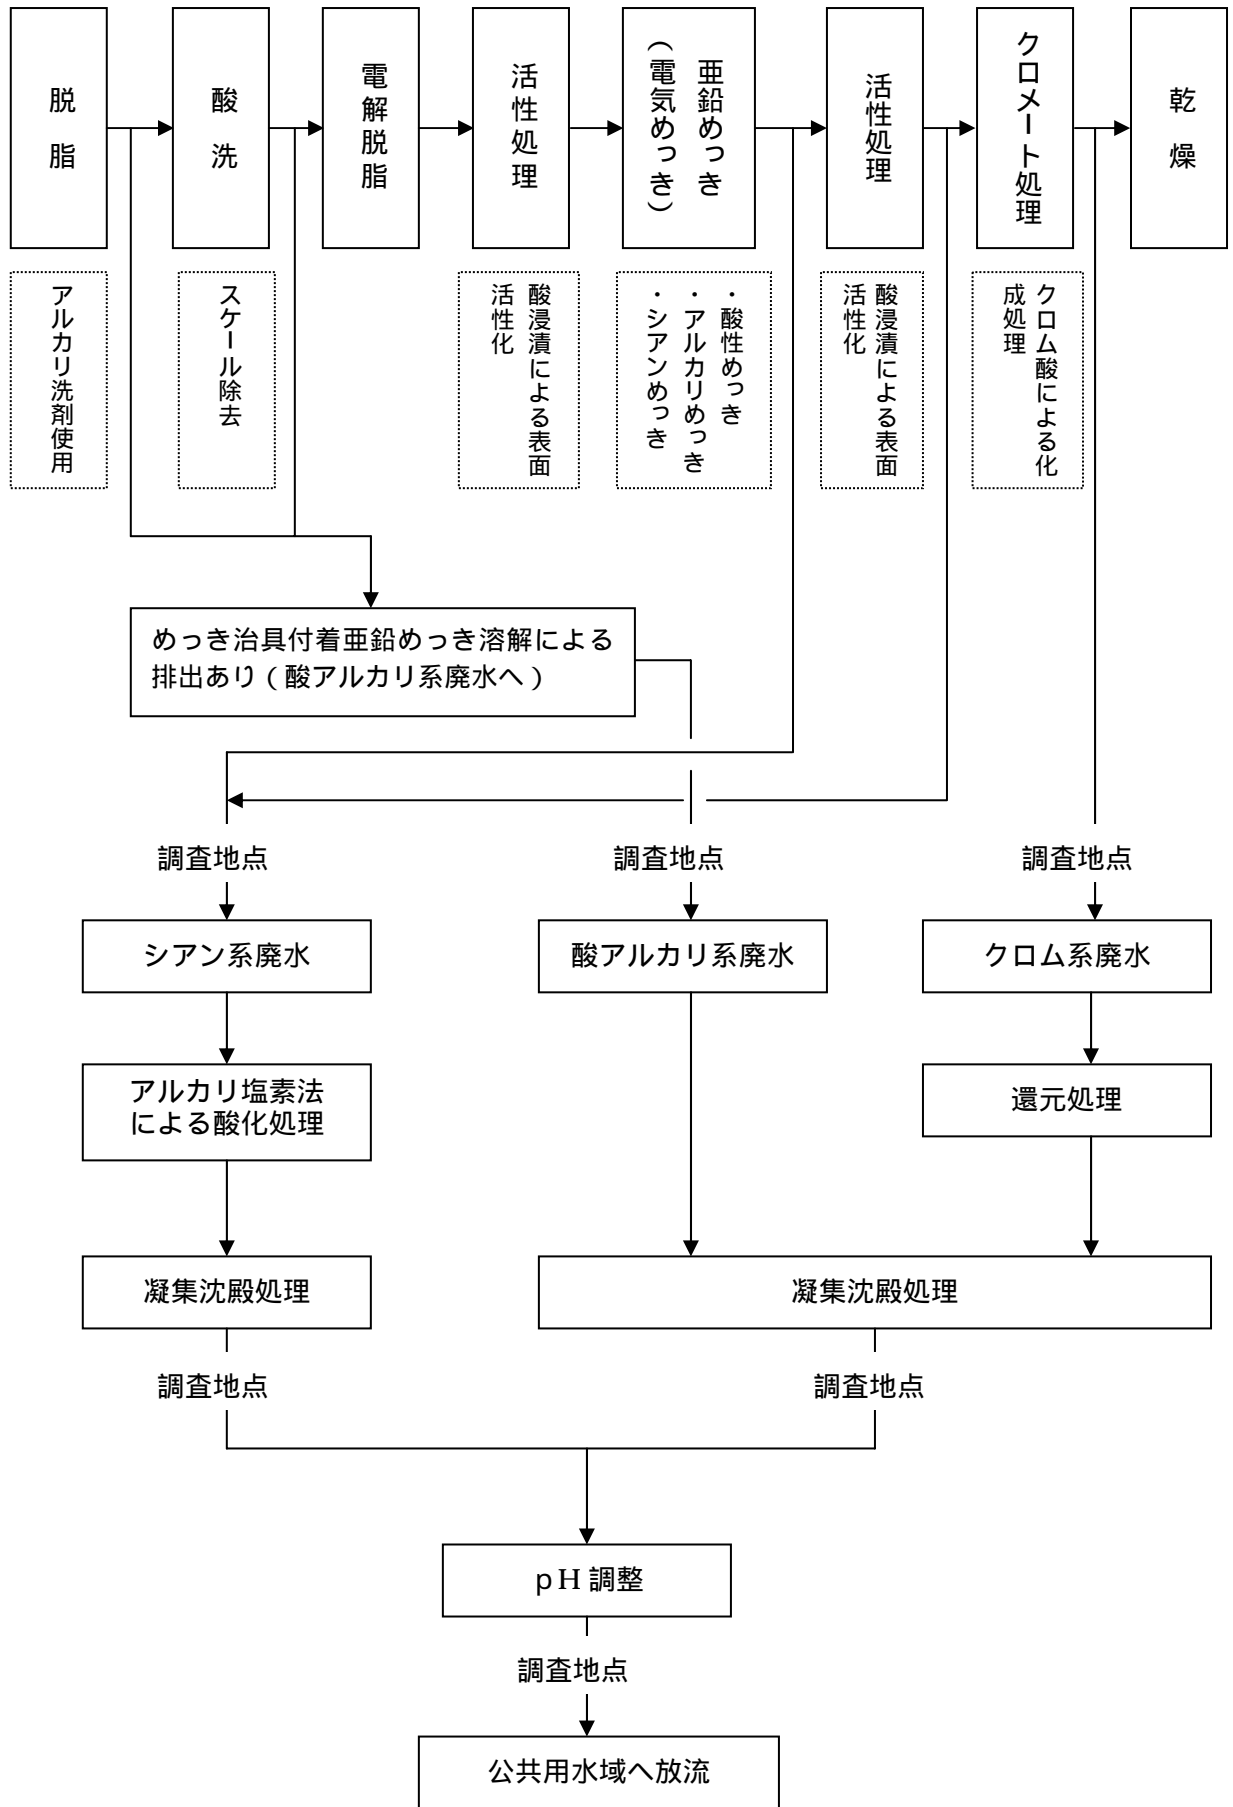 脱脂
酸洗
電解脱脂
活性処理
亜鉛めっき
(電気めっき)
活性処理
クロメート処理
乾燥
アルカリ洗剤使用
スケール除去
酸浸漬による表面
活性化
・酸性めっき
・アルカリめっき
・シアンめっき
酸浸漬による表面
活性化
クロム酸による化
成処理
めっき治具付着亜鉛めっき溶解による
排出あり(酸アルカリ系廃水へ)
調査地点
調査地点
調査地点
シアン系廃水
酸アルカリ系廃水
クロム系廃水
アルカリ塩素法
による酸化処理
還元処理
凝集沈殿処理
凝集沈殿処理
調査地点
調査地点
pH調整
調査地点
公共用水域へ放流